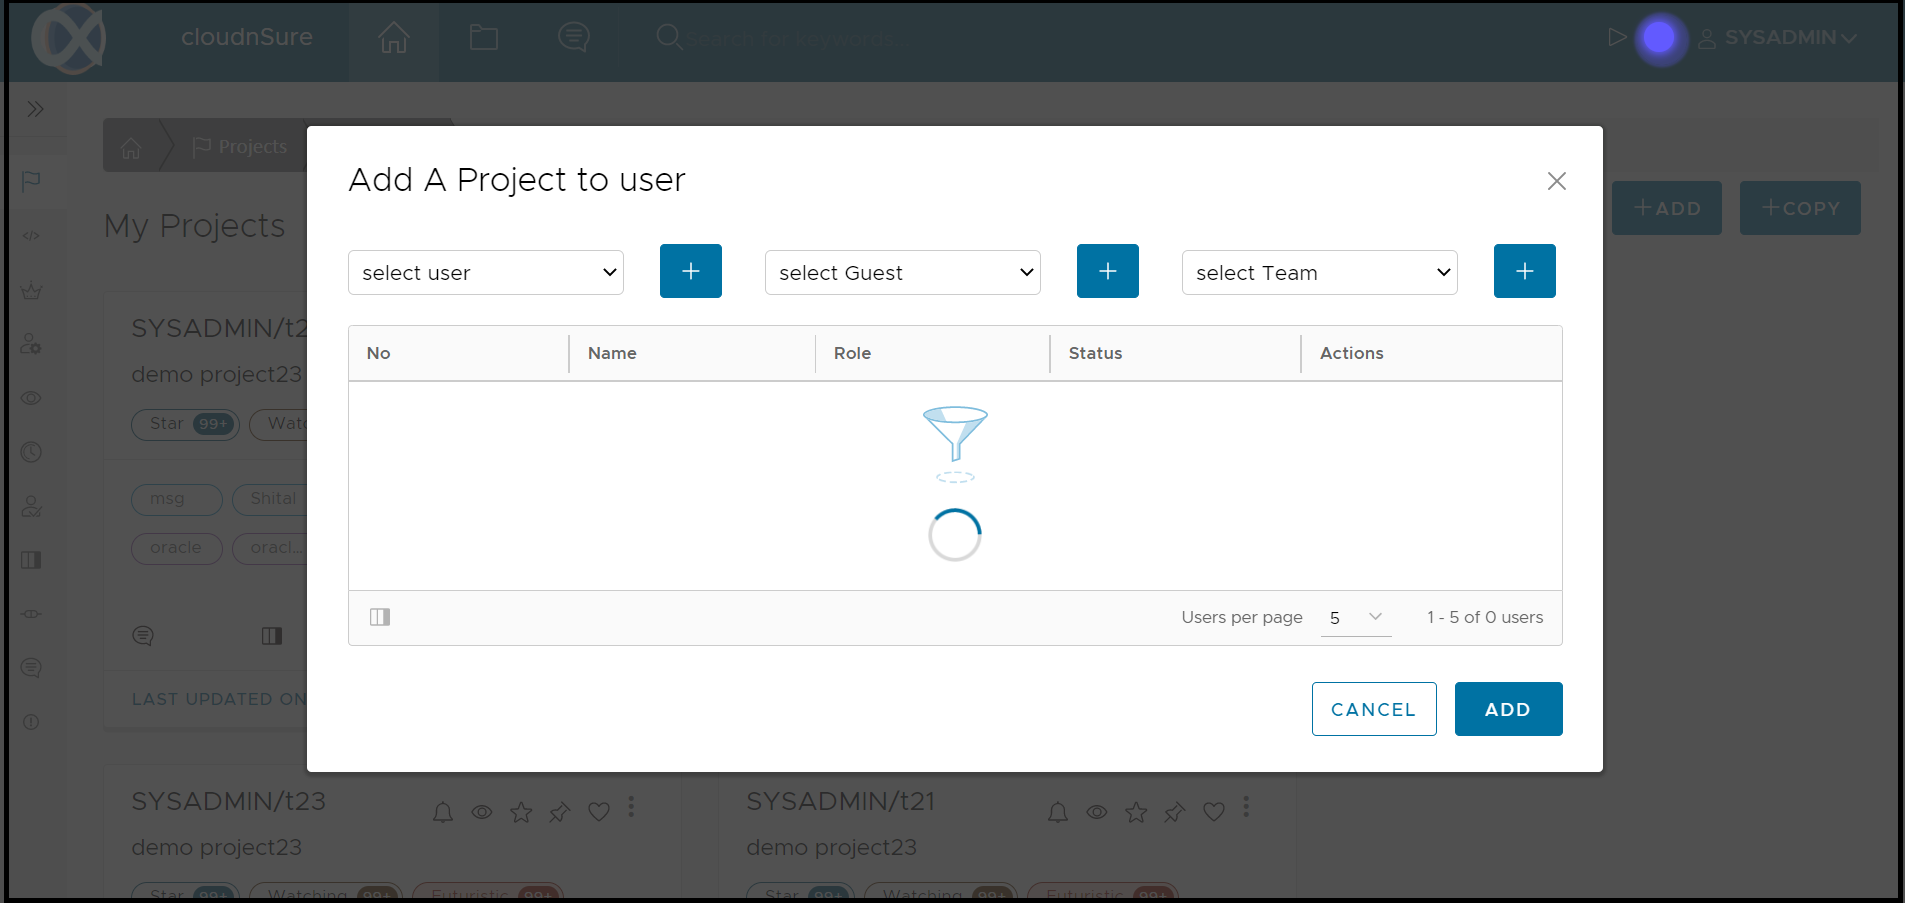 cloudnSure
Search for keywords
SYSADMIN
Projects
Add A Project to user
My Projects
ADD
COPY
select user
select Guest
select Team
No
Name
Role
Status
Actions
SYSADMIN/t2
demo project23
Star 99+
Watc
msg
Shital
oracle
oracl...
Users per page
5
1 - 5 of 0 users
LAST UPDATED ON
CANCEL
ADD
SYSADMIN/t23
demo project23
Star 99+
Watching 99+
Futuristic 99+
SYSADMIN/t21
demo project23
Star 99+
Watching 99+
Futuristic 99+